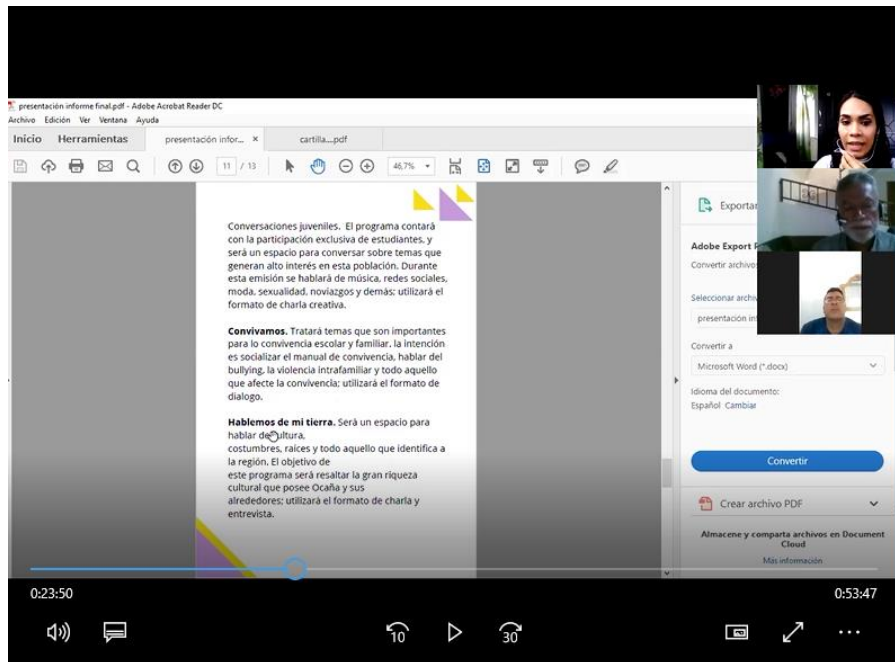 presentación informe final.pdf - Adobe Acrobat Reader DC
Archivo Edición Ver Ventana Ayuda
Inicio Herramientas presentación infor... × cartilla....pdf
11 / 13 46,7%
Conversaciones juveniles. El programa contará
con la participación exclusiva de estudiantes, y
será un espacio para conversar sobre temas que
generan alto interés en esta población. Durante
esta emisión se hablará de música, redes sociales,
moda, sexualidad, noviazgos y demás; utilizará el
formato de charla creativa.
Convivamos. Tratará temas que son importantes
para lo convivencia escolar y familiar, la intención
es socializar el manual de convivencia, hablar del
bullying, la violencia intrafamiliar y todo aquello
que afecte la convivencia; utilizará el formato de
dialogo.
Hablemos de mi tierra. Será un espacio para
hablar de ultura,
costumbres, raíces y todo aquello que identifica a
la región. El objetivo de
este programa será resaltar la gran riqueza
cultural que posee Ocaña y sus
alrededores; utilizará el formato de charla y
entrevista.
Exportar
Adobe Export
Convertir archivo
Seleccionar archiv
presentación in
Convertir a
Microsoft Word (*.docx)
Idioma del documento:
Español Cambiar
Convertir
Crear archivo PDF
Almacene y comparta archivos en Document
Cloud
Más información
0:23:50 0:53:47
10 30